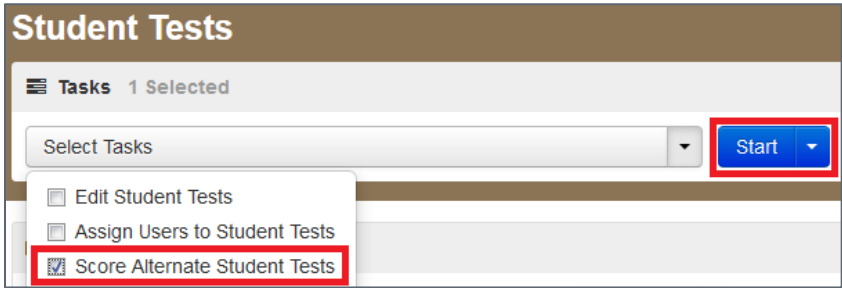 Student Tests
Tasks 1 Selected
Select Tasks Start
Edit Student Tests
Assign Users to Student Tests
Score Alternate Student Tests